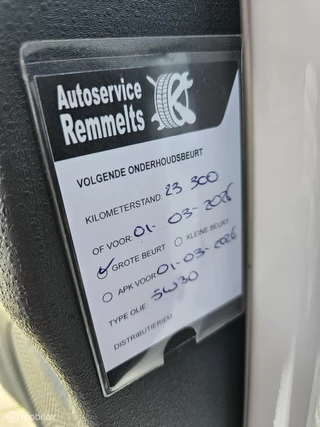 Autoservice
Remmelts
VOLGENDE ONDERHOUDSBEURT
KILOMETERSTAND: 23 300
OF VOOR: 01-03-2026
GROTE BEURT KLEINE BEURT
APK VOOR: 01-03-2026
TYPE OLIE: 5W30
DISTRIBUTIERIEM: